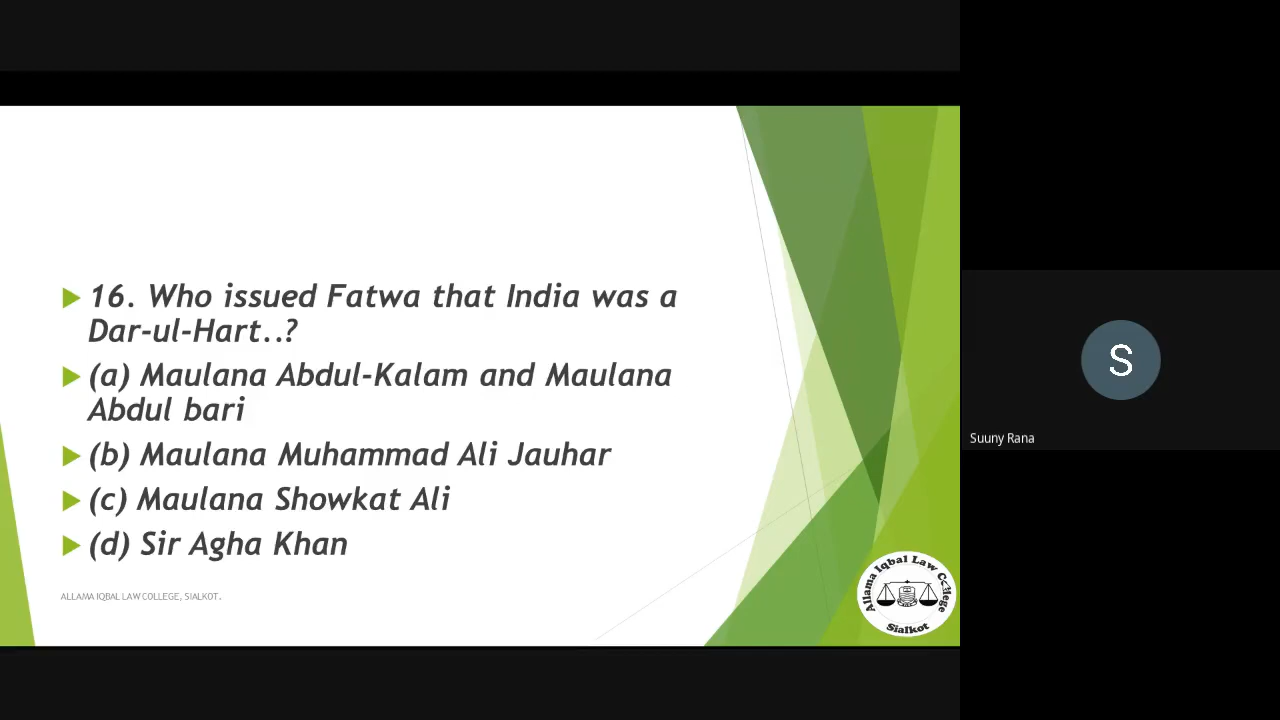 16. Who issued Fatwa that India was a
Dar-ul-Hart..?
(a) Maulana Abdul-Kalam and Maulana
Abdul bari
(b) Maulana Muhammad Ali Jauhar
(c) Maulana Showkat Ali
(d) Sir Agha Khan
ALLAMA IQBAL LAW COLLEGE, SIALKOT.
Allama Iqbal Law College
Sialkot
S
Suuny Rana